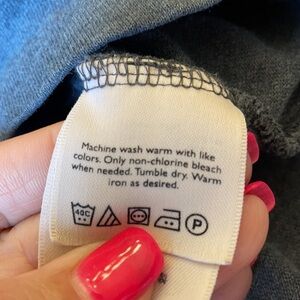 Machine wash warm with like
colors. Only non-chlorine bleach
when needed. Tumble dry. Warm
iron as desired.
40C P